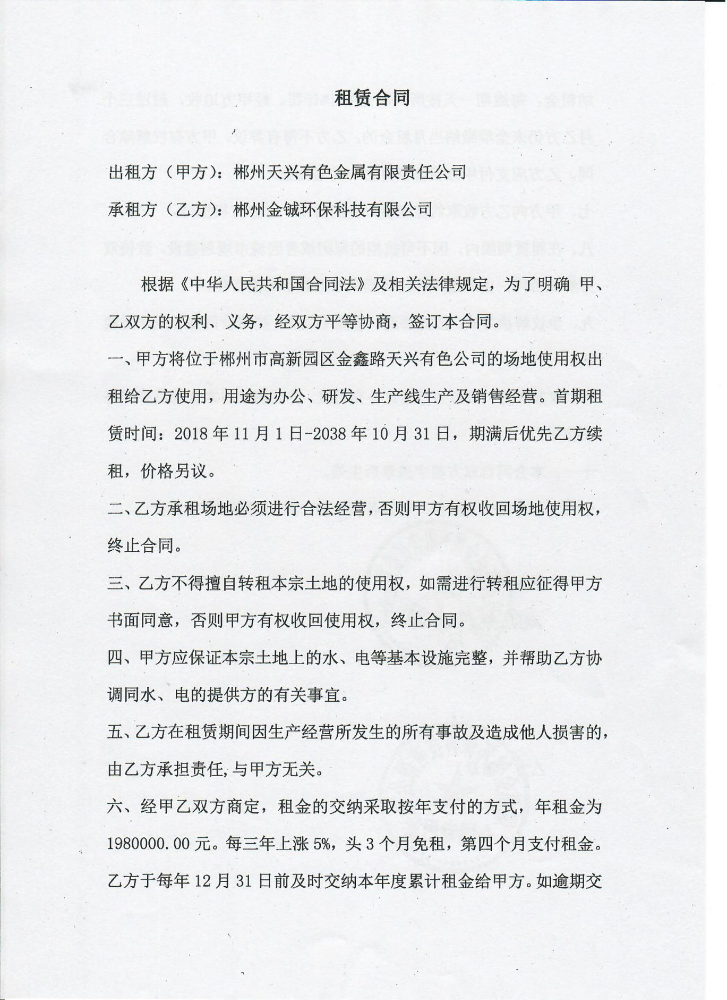 租赁合同
出租方（甲方）：郴州天兴有色金属有限责任公司
承租方（乙方）：郴州金铖环保科技有限公司
根据《中华人民共和国合同法》及相关法律规定，为了明确 甲、
乙双方的权利、义务，经双方平等协商，签订本合同。
一、甲方将位于郴州市高新园区金鑫路天兴有色公司的场地使用权出
租给乙方使用，用途为办公、研发、生产线生产及销售经营。首期租
赁时间：2018 年 11 月 1 日-2038 年 10 月 31 日，期满后优先乙方续
租，价格另议。
二、乙方承租场地必须进行合法经营，否则甲方有权收回场地使用权，
终止合同。
三、乙方不得擅自转租本宗土地的使用权，如需进行转租应征得甲方
书面同意，否则甲方有权收回使用权，终止合同。
四、甲方应保证本宗土地上的水、电等基本设施完整，并帮助乙方协
调同水、电的提供方的有关事宜。
五、乙方在租赁期间因生产经营所发生的所有事故及造成他人损害的，
由乙方承担责任,与甲方无关。
六、经甲乙双方商定，租金的交纳采取按年支付的方式，年租金为
1980000.00 元。每三年上涨 5%，头 3 个月免租，第四个月支付租金。
乙方于每年 12 月 31 日前及时交纳本年度累计租金给甲方。如逾期交